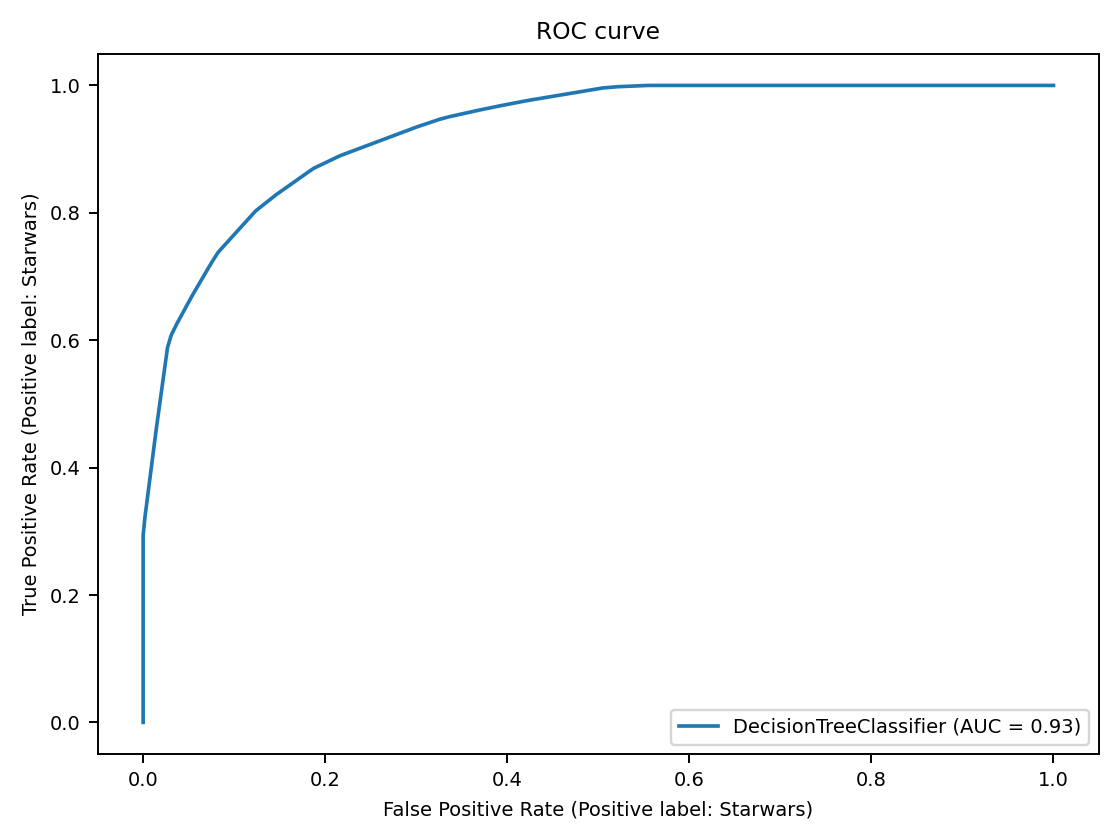 ROC curve
1.0
0.8
0.6
0.4
0.2
0.0
True Positive Rate (Positive label: Starwars)
DecisionTreeClassifier (AUC = 0.93)
0.0 0.2 0.4 0.6 0.8 1.0
False Positive Rate (Positive label: Starwars)